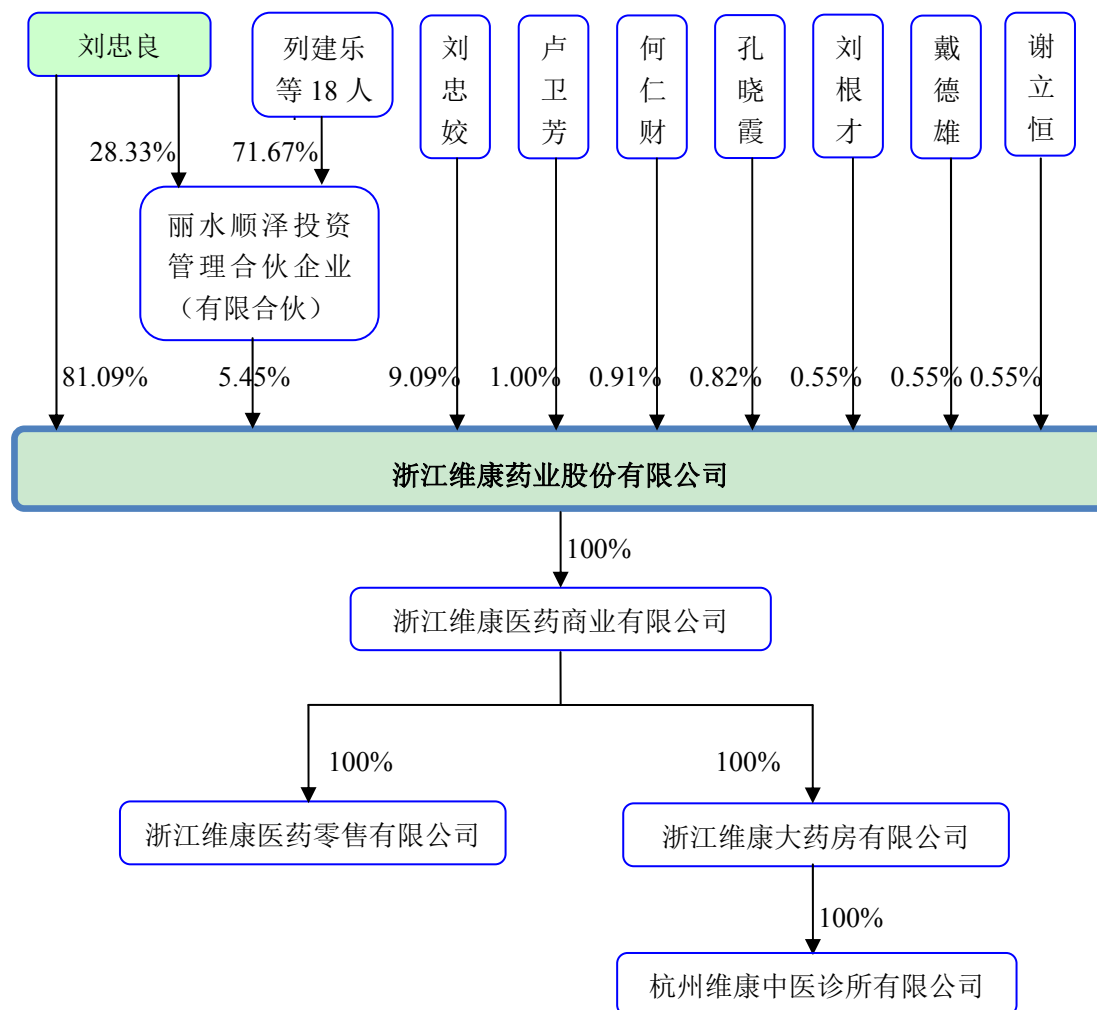 刘忠良
列建乐
等 18 人
刘忠姣
卢卫芳
何仁财
孔晓霞
刘根才
戴德雄
谢立恒
28.33%
71.67%
丽水顺泽投资
管理合伙企业
（有限合伙）
81.09%
5.45%
9.09%
1.00%
0.91%
0.82%
0.55%
0.55%
0.55%
浙江维康药业股份有限公司
100%
浙江维康医药商业有限公司
100%
100%
浙江维康医药零售有限公司
浙江维康大药房有限公司
100%
杭州维康中医诊所有限公司